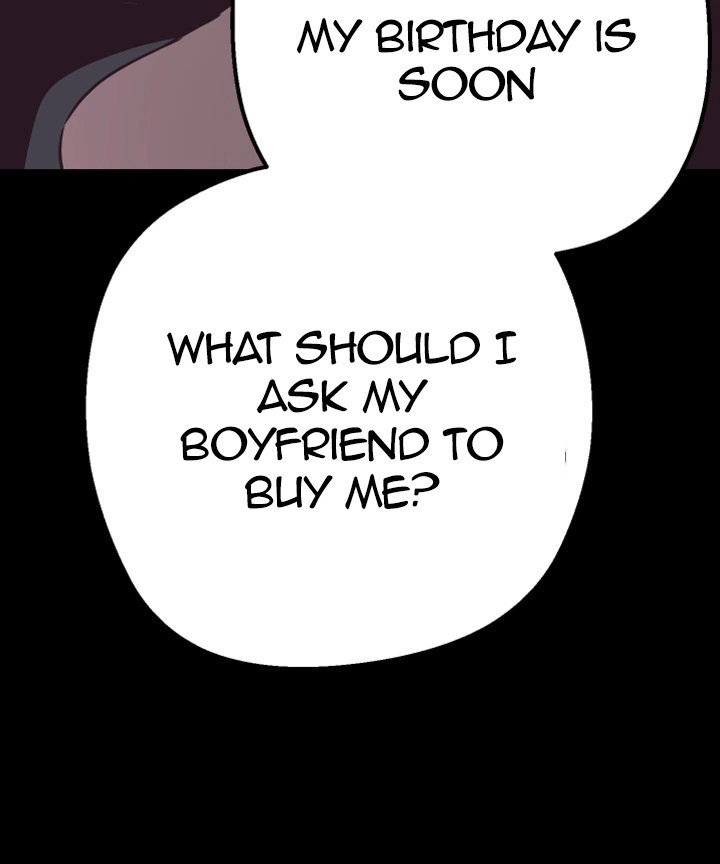 MY BIRTHDAY IS
SOON
WHAT SHOULD I
ASK MY
BOYFRIEND TO
BUY ME?